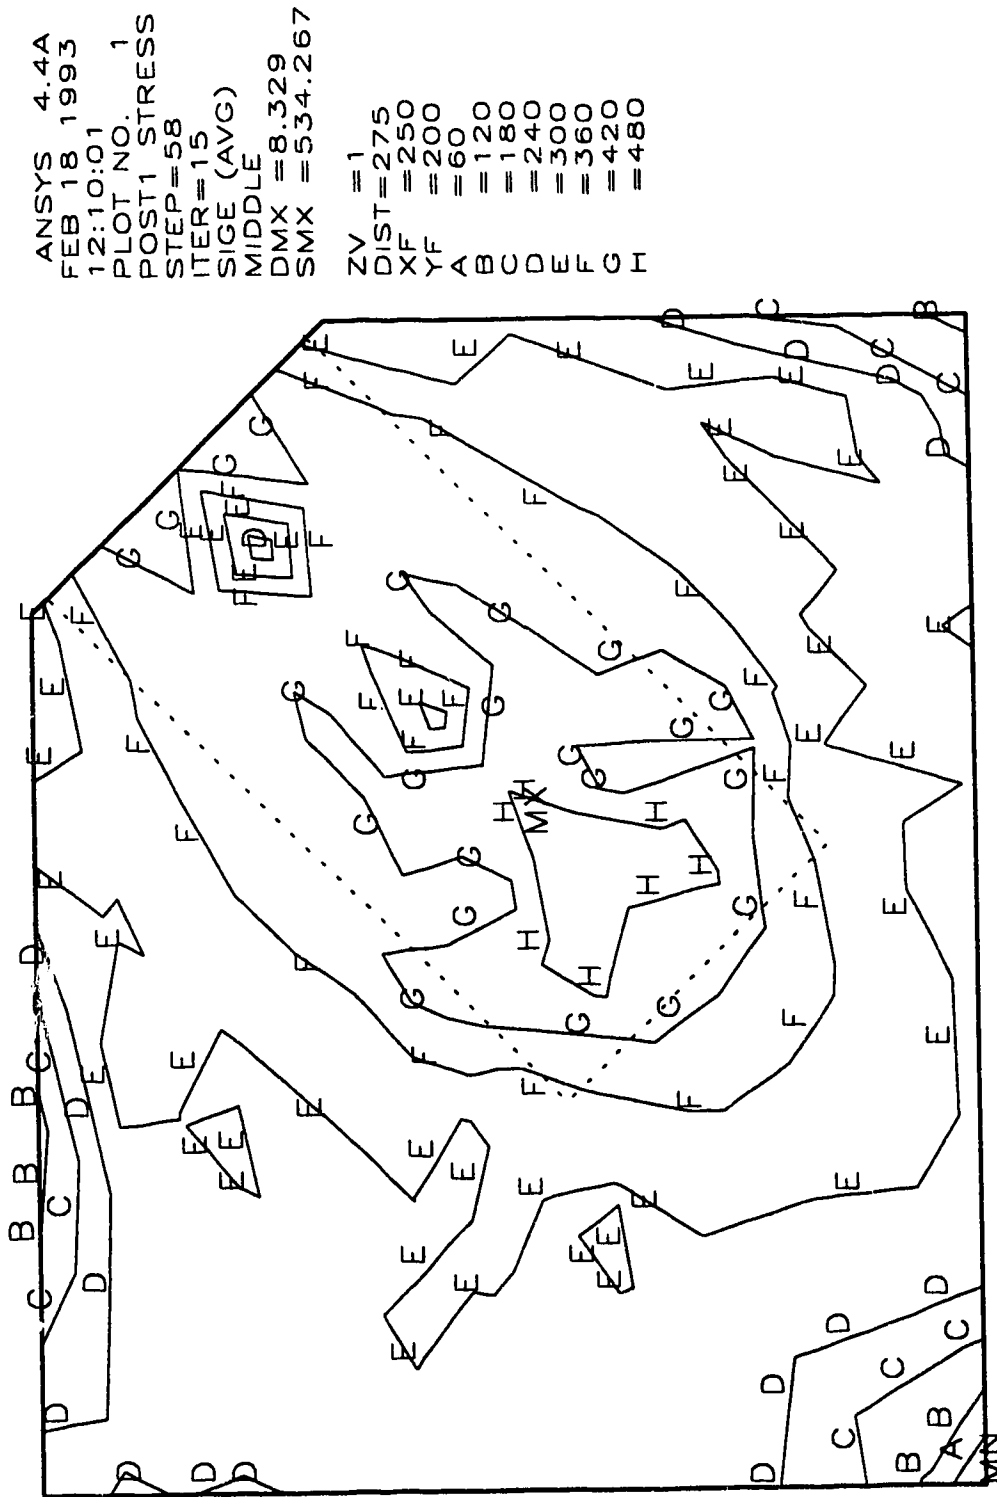 ANSYS 4.4A
FEB 18 1993
12:10:01
PLOT NO. 1
POST1 STRESS
STEP=58
ITER=15
SIGE (AVG)
MIDDLE
DMX =8.329
SMX =534.267
ZV =1
DIST=275
XF =250
YF =200
A =60
B =120
C =180
D =240
E =300
F =360
G =420
H =480
MX
MN